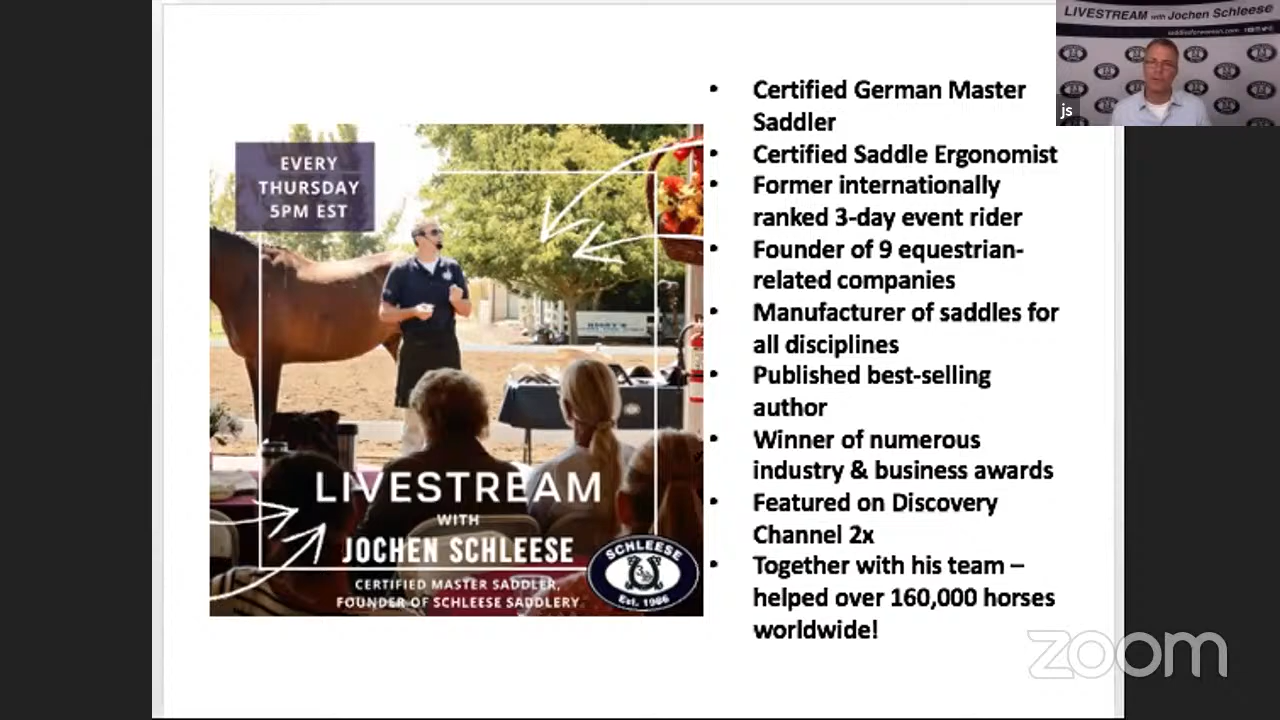 EVERY
THURSDAY
5PM EST
LIVESTREAM
WITH
JOCHEN SCHLEESE
CERTIFIED MASTER SADDLER,
FOUNDER OF SCHLEESE SADDLERY
SCHLEESE
Est. 1986
• Certified German Master
Saddler
• Certified Saddle Ergonomist
• Former internationally
ranked 3-day event rider
• Founder of 9 equestrian-
related companies
• Manufacturer of saddles for
all disciplines
• Published best-selling
author
• Winner of numerous
industry & business awards
• Featured on Discovery
Channel 2x
• Together with his team –
helped over 160,000 horses
worldwide!
LIVESTREAM with Jochen Schleese
saddlesforwomen.com
js
zoom